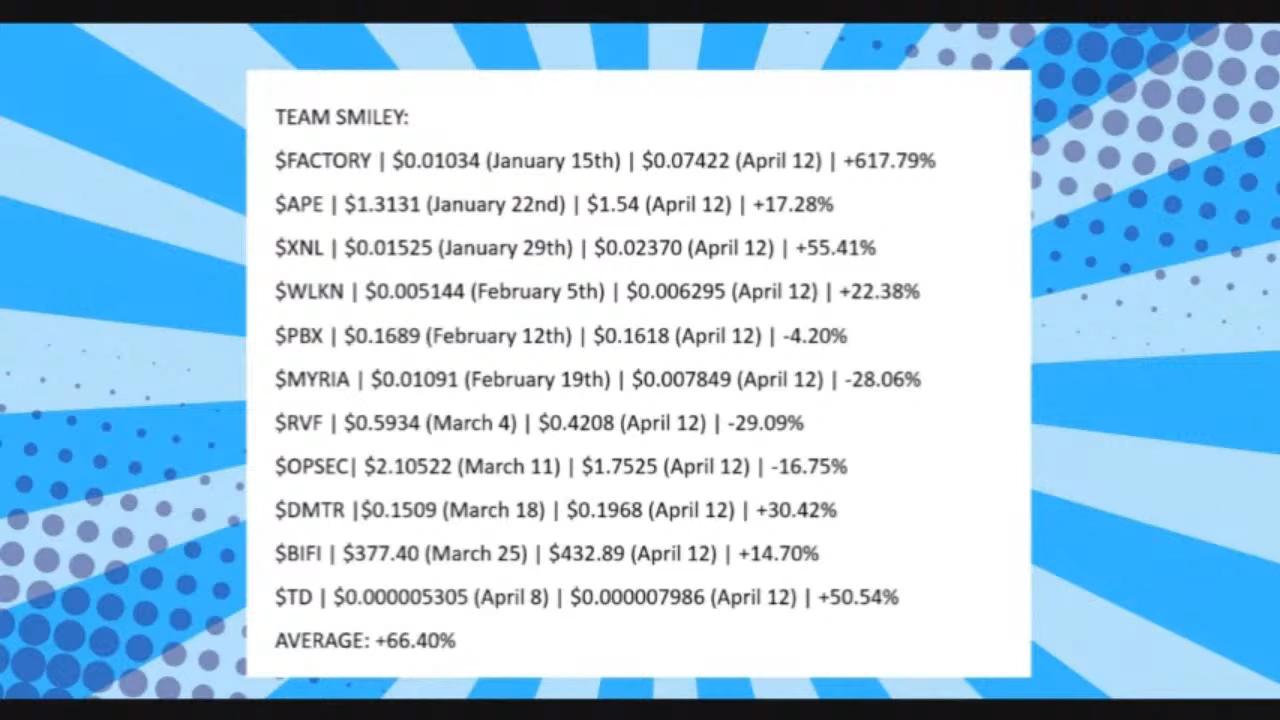 TEAM SMILEY:
$FACTORY | $0.01034 (January 15th) | $0.07422 (April 12) | +617.79%
$APE | $1.3131 (January 22nd) | $1.54 (April 12) | +17.28%
$XNL | $0.01525 (January 29th) | $0.02370 (April 12) | +55.41%
$WLKN | $0.005144 (February 5th) | $0.006295 (April 12) | +22.38%
$PBX | $0.1689 (February 12th) | $0.1618 (April 12) | -4.20%
$MYRIA | $0.01091 (February 19th) | $0.007849 (April 12) | -28.06%
$RVF | $0.5934 (March 4) | $0.4208 (April 12) | -29.09%
$OPSEC| $2.10522 (March 11) | $1.7525 (April 12) | -16.75%
$DMTR |$0.1509 (March 18) | $0.1968 (April 12) | +30.42%
$BIFI | $377.40 (March 25) | $432.89 (April 12) | +14.70%
$TD | $0.000005305 (April 8) | $0.000007986 (April 12) | +50.54%
AVERAGE: +66.40%